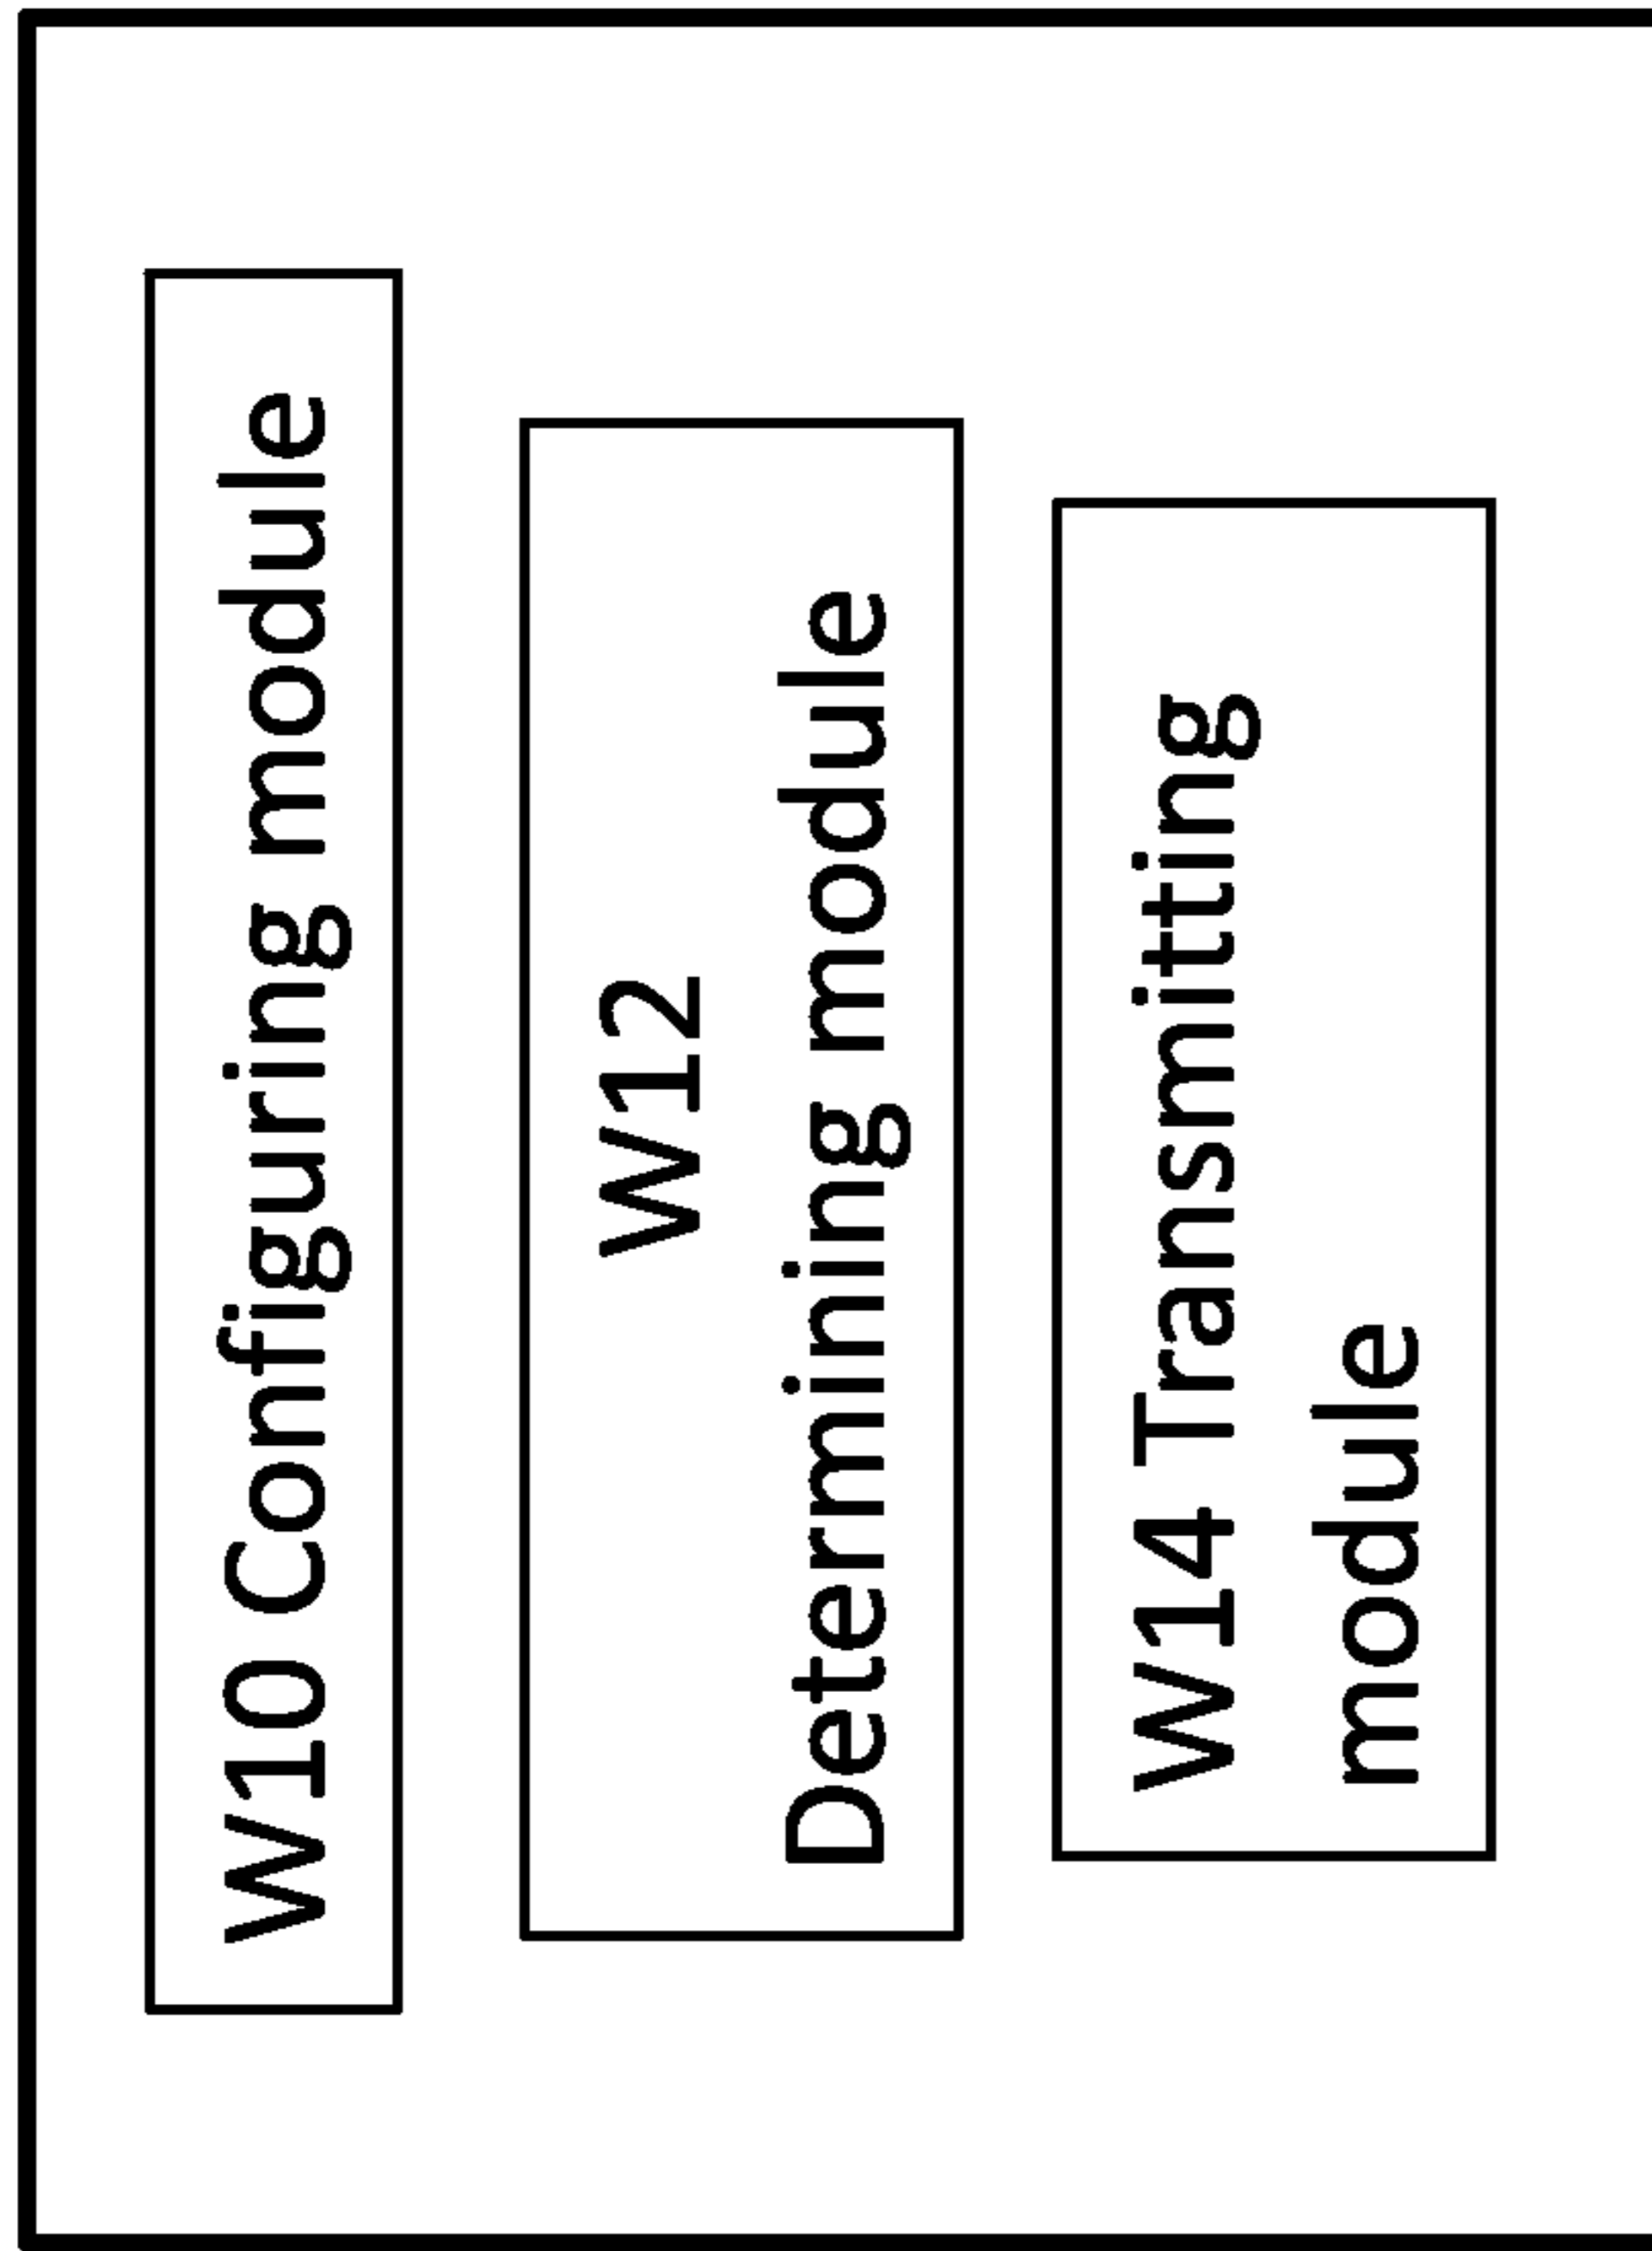 W10 Configuring module
W12
Determining module
W14 Transmitting
module